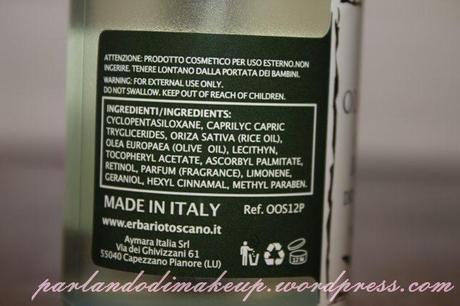 ATTENZIONE: PRODOTTO COSMETICO PER USO ESTERNO.NON
INGERIRE. TENERE LONTANO DALLA PORTATA DEI BAMBINI.
WARNING: FOR EXTERNAL USE ONLY.
DO NOT SWALLOW. KEEP OUT OF REACH OF CHILDREN.
INGREDIENTI/INGREDIENTS:
CYCLOPENTASILOXANE, CAPRILYC CAPRIC
TRYGLICERIDES, ORIZA SATIVA (RICE OIL),
OLEA EUROPAEA (OLIVE OIL), LECITHYN,
TOCOPHERYL ACETATE, ASCORBYL PALMITATE,
RETINOL, PARFUM (FRAGRANCE), LIMONENE,
GERANIOL, HEXYL CINNAMAL, METHYL PARABEN.
MADE IN ITALY Ref. OOS12P
www.erbariotoscano.it
Aymara Italia Srl
Via dei Ghivizzani 61
55040 Capezzano Pianore (LU)
parlandodimakeup.wordpress.com